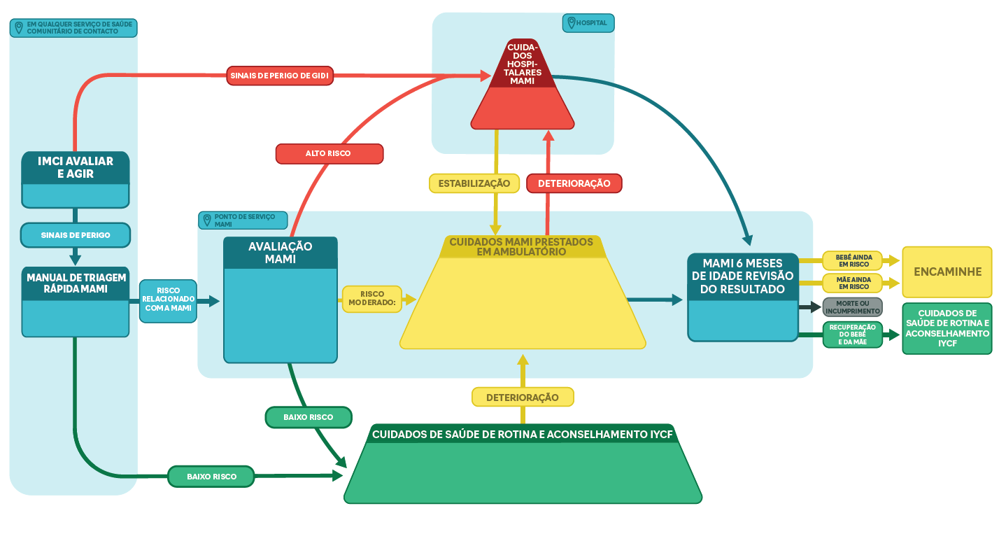 EM QUALQUER SERVIÇO DE SAÚDE
COMUNITÁRIO DE CONTACTO
HOSPITAL
CUIDA-
DOS
HOSPI-
TALARES
MAMI
SINAIS DE PERIGO DE GIDI
ALTO RISCO
IMCI AVALIAR
E AGIR
ESTABILIZAÇÃO
DETERIORAÇÃO
SINAIS DE PERIGO
PONTO DE SERVIÇO
MAMI
AVALIAÇÃO
MAMI
CUIDADOS MAMI PRESTADOS
EM AMBULATÓRIO
MAMI 6 MESES
DE IDADE REVISÃO
DO RESULTADO
BEBÉ AINDA
EM RISCO
MÃE AINDA
EM RISCO
ENCAMINHE
MANUAL DE TRIAGEM
RÁPIDA MAMI
RISCO
RELACIONADO
COM A MAMI
RISCO
MODERADO:
MORTE OU
INCUMPRIMENTO
RECUPERAÇÃO
DO BEBÉ
E DA MÃE
CUIDADOS DE
SAÚDE DE ROTINA E
ACONSELHAMENTO
IYCF
DETERIORAÇÃO
BAIXO RISCO
CUIDADOS DE SAÚDE DE ROTINA E ACONSELHAMENTO IYCF
BAIXO RISCO